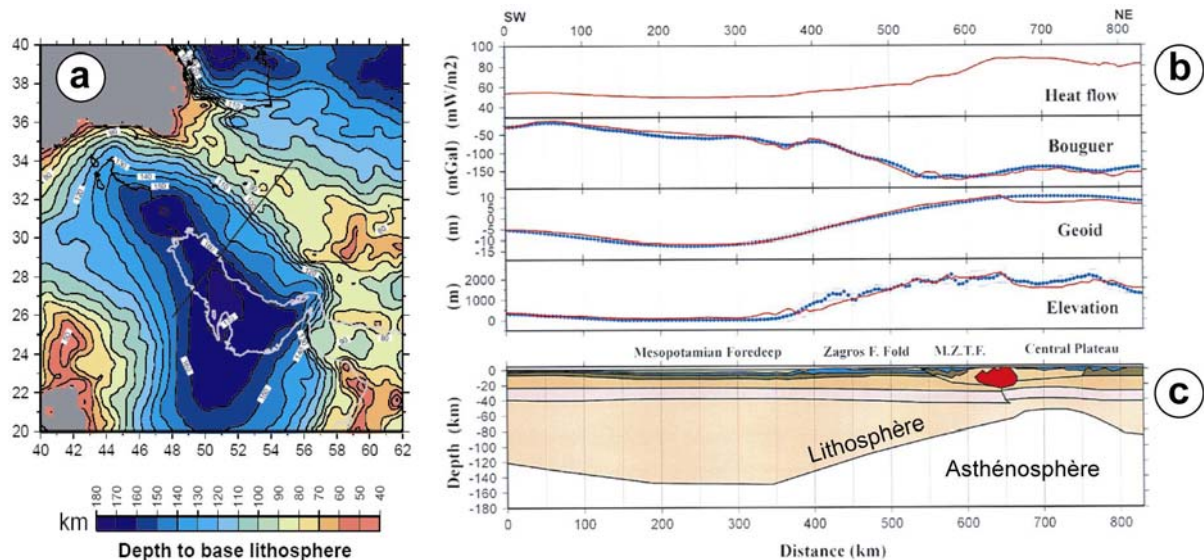 a
40
38
36
34
32
30
28
26
24
22
20
40 42 44 46 48 50 52 54 56 58 60 62
km
180 170 160 150 140 130 120 110 100 90 80 70 60 50 40
Depth to base lithosphere
b
SW NE
0 100 200 300 400 500 600 700 800
(mW/m2)
100
80
60
40
Heat flow
(mGal)
-50
-100
-150
Bouguer
(m)
10
5
0
-5
-10
-15
Geoid
(m)
2000
1000
0
Elevation
Mesopotamian Foredeep Zagros F. Fold M.Z.T.F. Central Plateau
c
Depth (km)
0
-20
-40
-60
-80
-100
-120
-140
-160
-180
Lithosphère
Asthénosphère
0 100 200 300 400 500 600 700 800
Distance (km)